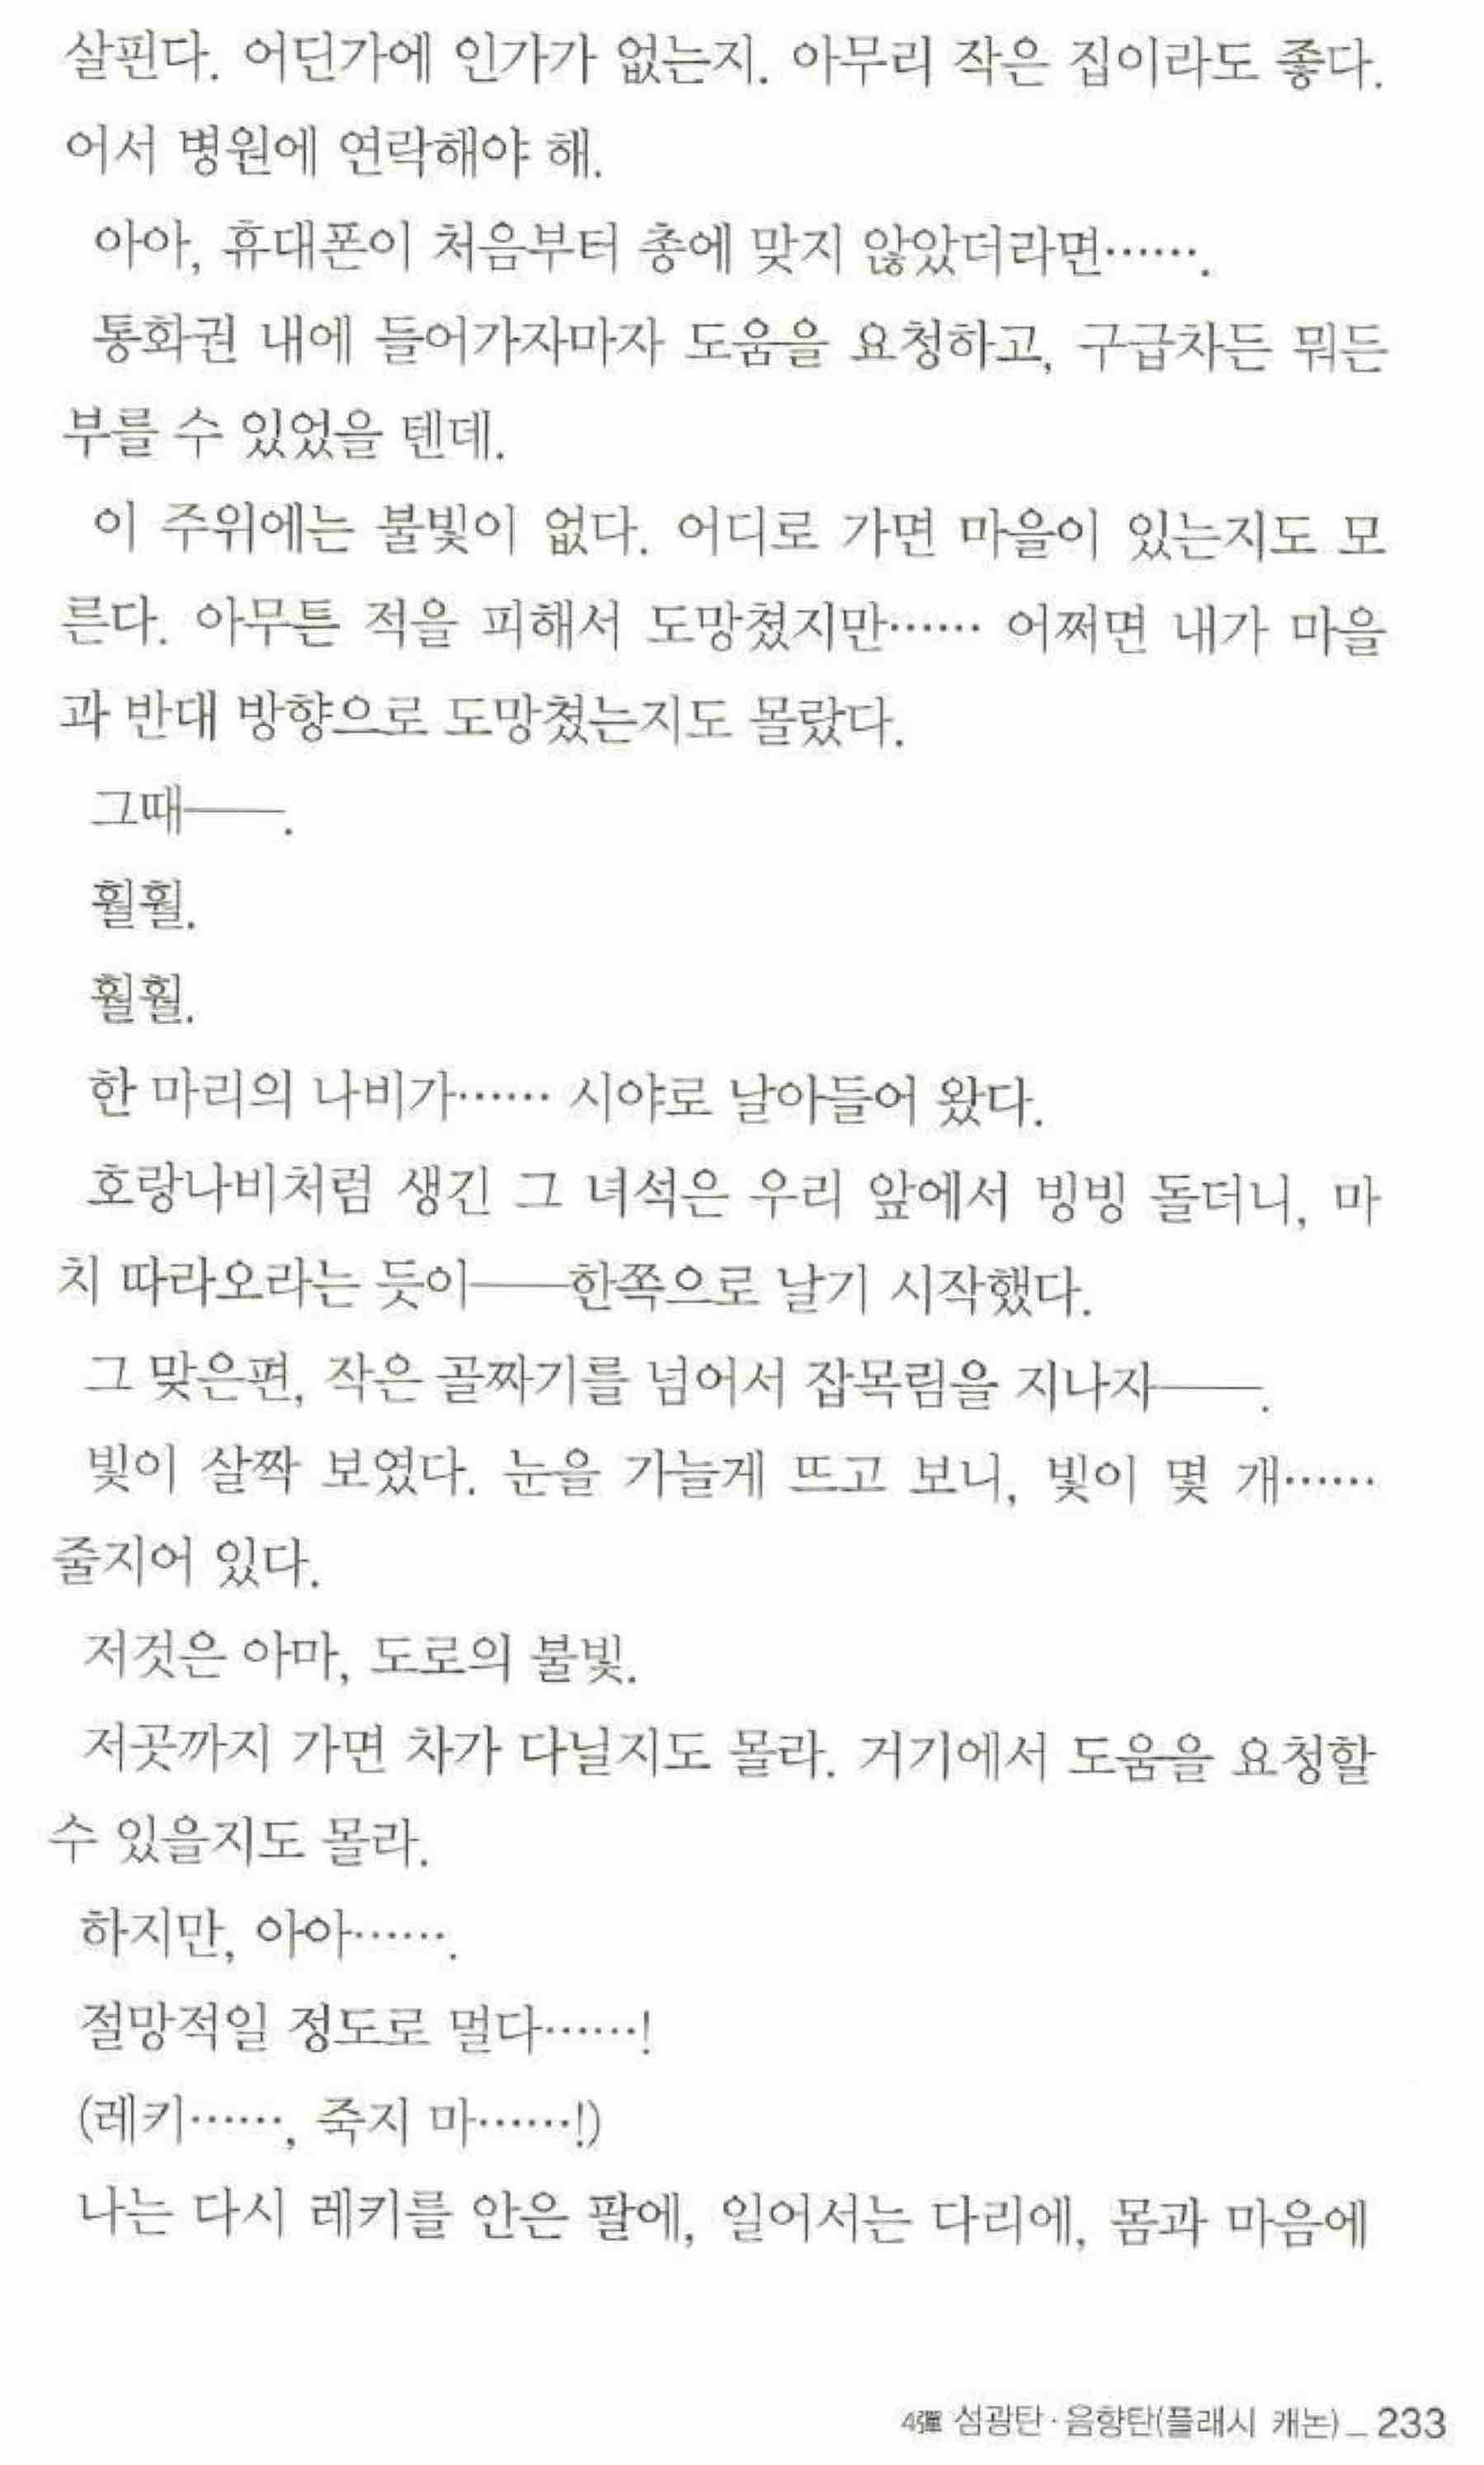 살핀다. 어딘가에 인가가 없는지. 아무리 작은 집이라도 좋다.
어서 병원에 연락해야 해.
아아, 휴대폰이 처음부터 총에 맞지 않았더라면…….
통화권 내에 들어가자마자 도움을 요청하고, 구급차든 뭐든
부를 수 있었을 텐데.
이 주위에는 불빛이 없다. 어디로 가면 마을이 있는지도 모
른다. 아무튼 적을 피해서 도망쳤지만…… 어쩌면 내가 마을
과 반대 방향으로 도망쳤는지도 몰랐다.
그때――.
훨훨.
훨훨.
한 마리의 나비가…… 시야로 날아들어 왔다.
호랑나비처럼 생긴 그 녀석은 우리 앞에서 빙빙 돌더니, 마
치 따라오라는 듯이――한쪽으로 날기 시작했다.
그 맞은편, 작은 골짜기를 넘어서 잡목림을 지나자――.
빛이 살짝 보였다. 눈을 가늘게 뜨고 보니, 빛이 몇 개……
줄지어 있다.
저것은 아마, 도로의 불빛.
저곳까지 가면 차가 다닐지도 몰라. 거기에서 도움을 요청할
수 있을지도 몰라.
하지만, 아아…….
절망적일 정도로 멀다……!
(레키……, 죽지 마……!)
나는 다시 레키를 안은 팔에, 일어서는 다리에, 몸과 마음에
4彈 섬광탄·음향탄(플래시 캐논) _ 233